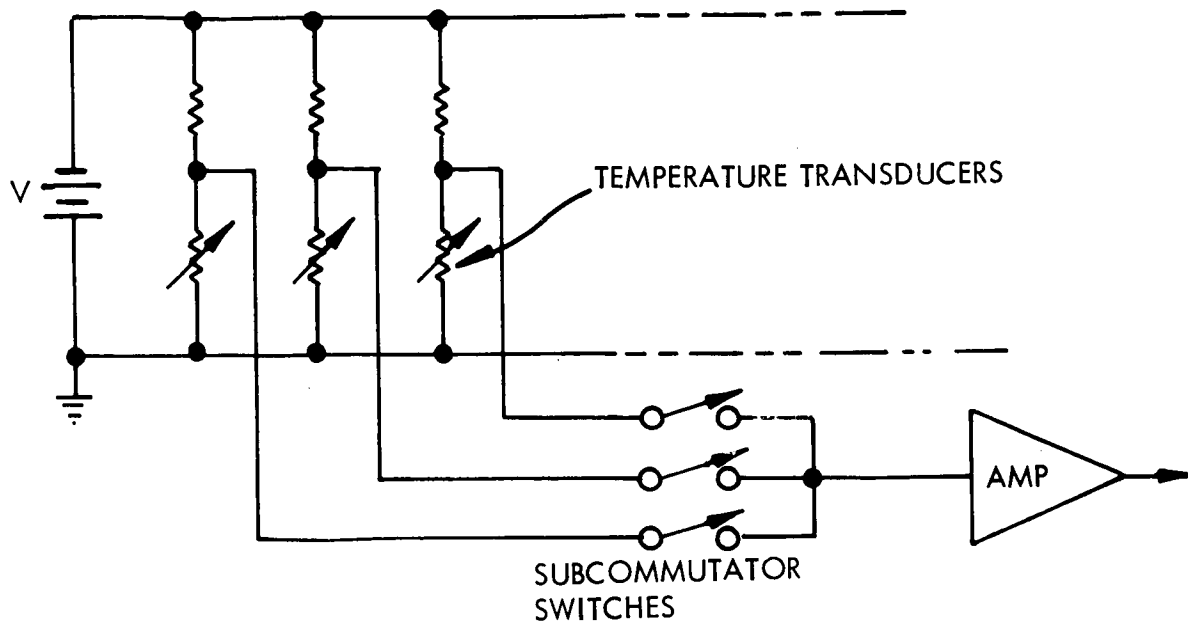 V
TEMPERATURE TRANSDUCERS
AMP
SUBCOMMUTATOR
SWITCHES